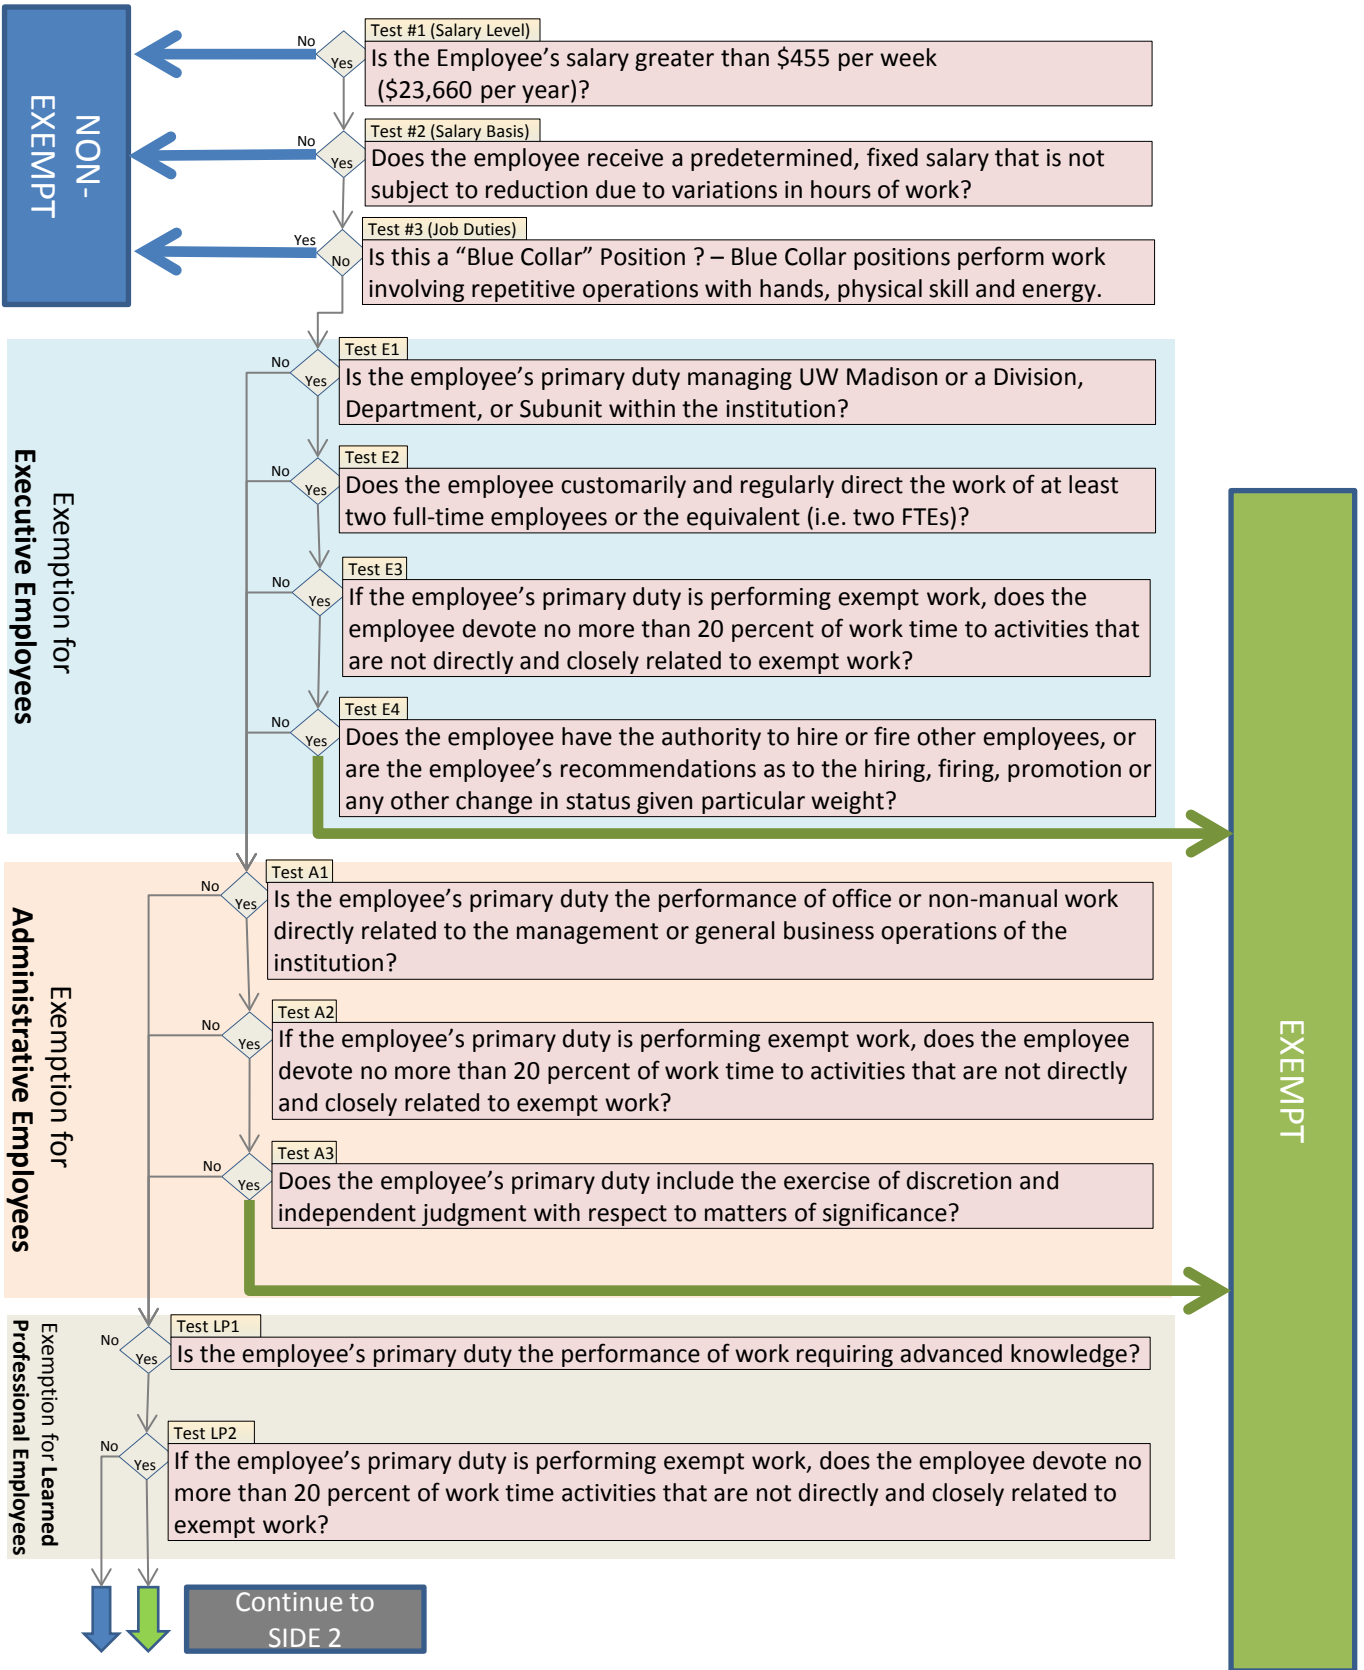 NON-
EXEMPT
No
Yes
Test #1 (Salary Level)
Is the Employee's salary greater than $455 per week
($23,660 per year)?
No
Yes
Test #2 (Salary Basis)
Does the employee receive a predetermined, fixed salary that is not
subject to reduction due to variations in hours of work?
Yes
No
Test #3 (Job Duties)
Is this a “Blue Collar” Position ? – Blue Collar positions perform work
involving repetitive operations with hands, physical skill and energy.
Exemption for
Executive Employees
No
Yes
Test E1
Is the employee's primary duty managing UW Madison or a Division,
Department, or Subunit within the institution?
No
Yes
Test E2
Does the employee customarily and regularly direct the work of at least
two full-time employees or the equivalent (i.e. two FTEs)?
No
Yes
Test E3
If the employee's primary duty is performing exempt work, does the
employee devote no more than 20 percent of work time to activities that
are not directly and closely related to exempt work?
No
Yes
Test E4
Does the employee have the authority to hire or fire other employees, or
are the employee's recommendations as to the hiring, firing, promotion or
any other change in status given particular weight?
EXEMPT
Exemption for
Administrative Employees
No
Yes
Test A1
Is the employee's primary duty the performance of office or non-manual work
directly related to the management or general business operations of the
institution?
No
Yes
Test A2
If the employee's primary duty is performing exempt work, does the employee
devote no more than 20 percent of work time to activities that are not directly
and closely related to exempt work?
No
Yes
Test A3
Does the employee's primary duty include the exercise of discretion and
independent judgment with respect to matters of significance?
Exemption for Learned
Professional Employees
No
Yes
Test LP1
Is the employee's primary duty the performance of work requiring advanced knowledge?
No
Yes
Test LP2
If the employee's primary duty is performing exempt work, does the employee devote no
more than 20 percent of work time activities that are not directly and closely related to
exempt work?
Continue to
SIDE 2